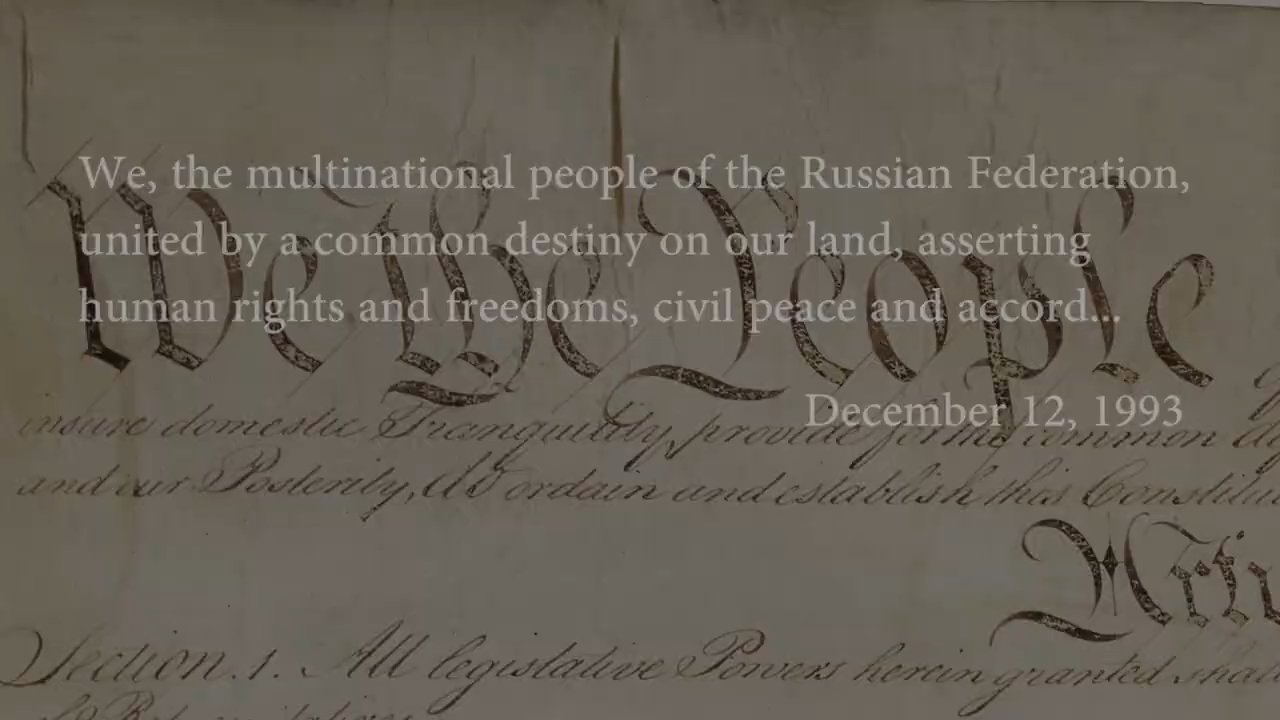 We, the multinational people of the Russian Federation,
united by a common destiny on our land, asserting
human rights and freedoms, civil peace and accord...
December 12, 1993
We the People
insure domestic Tranquility, provide for the common
and our Posterity, do ordain and establish this
Section. 1. All legislative Powers herein granted shall